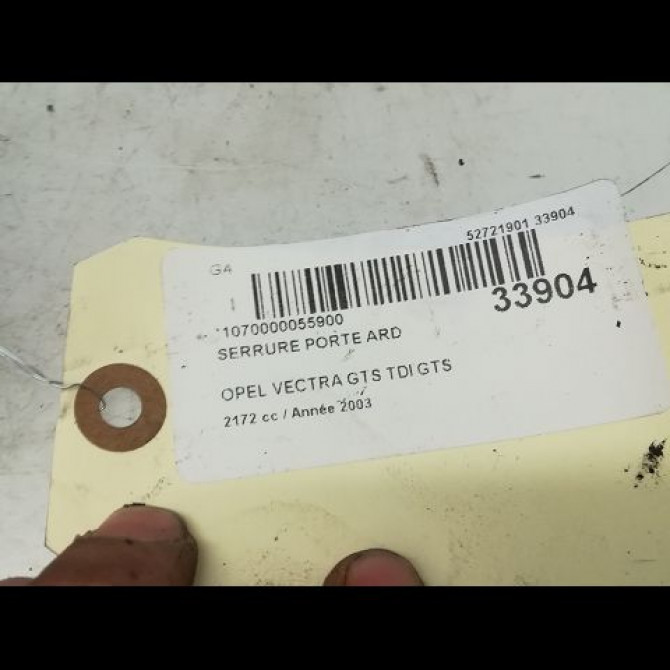 52721901 33904
GA
33904
*1070000055900
SERRURE PORTE ARD
OPEL VECTRA GTS TDI GTS
2172 cc / Année 2003